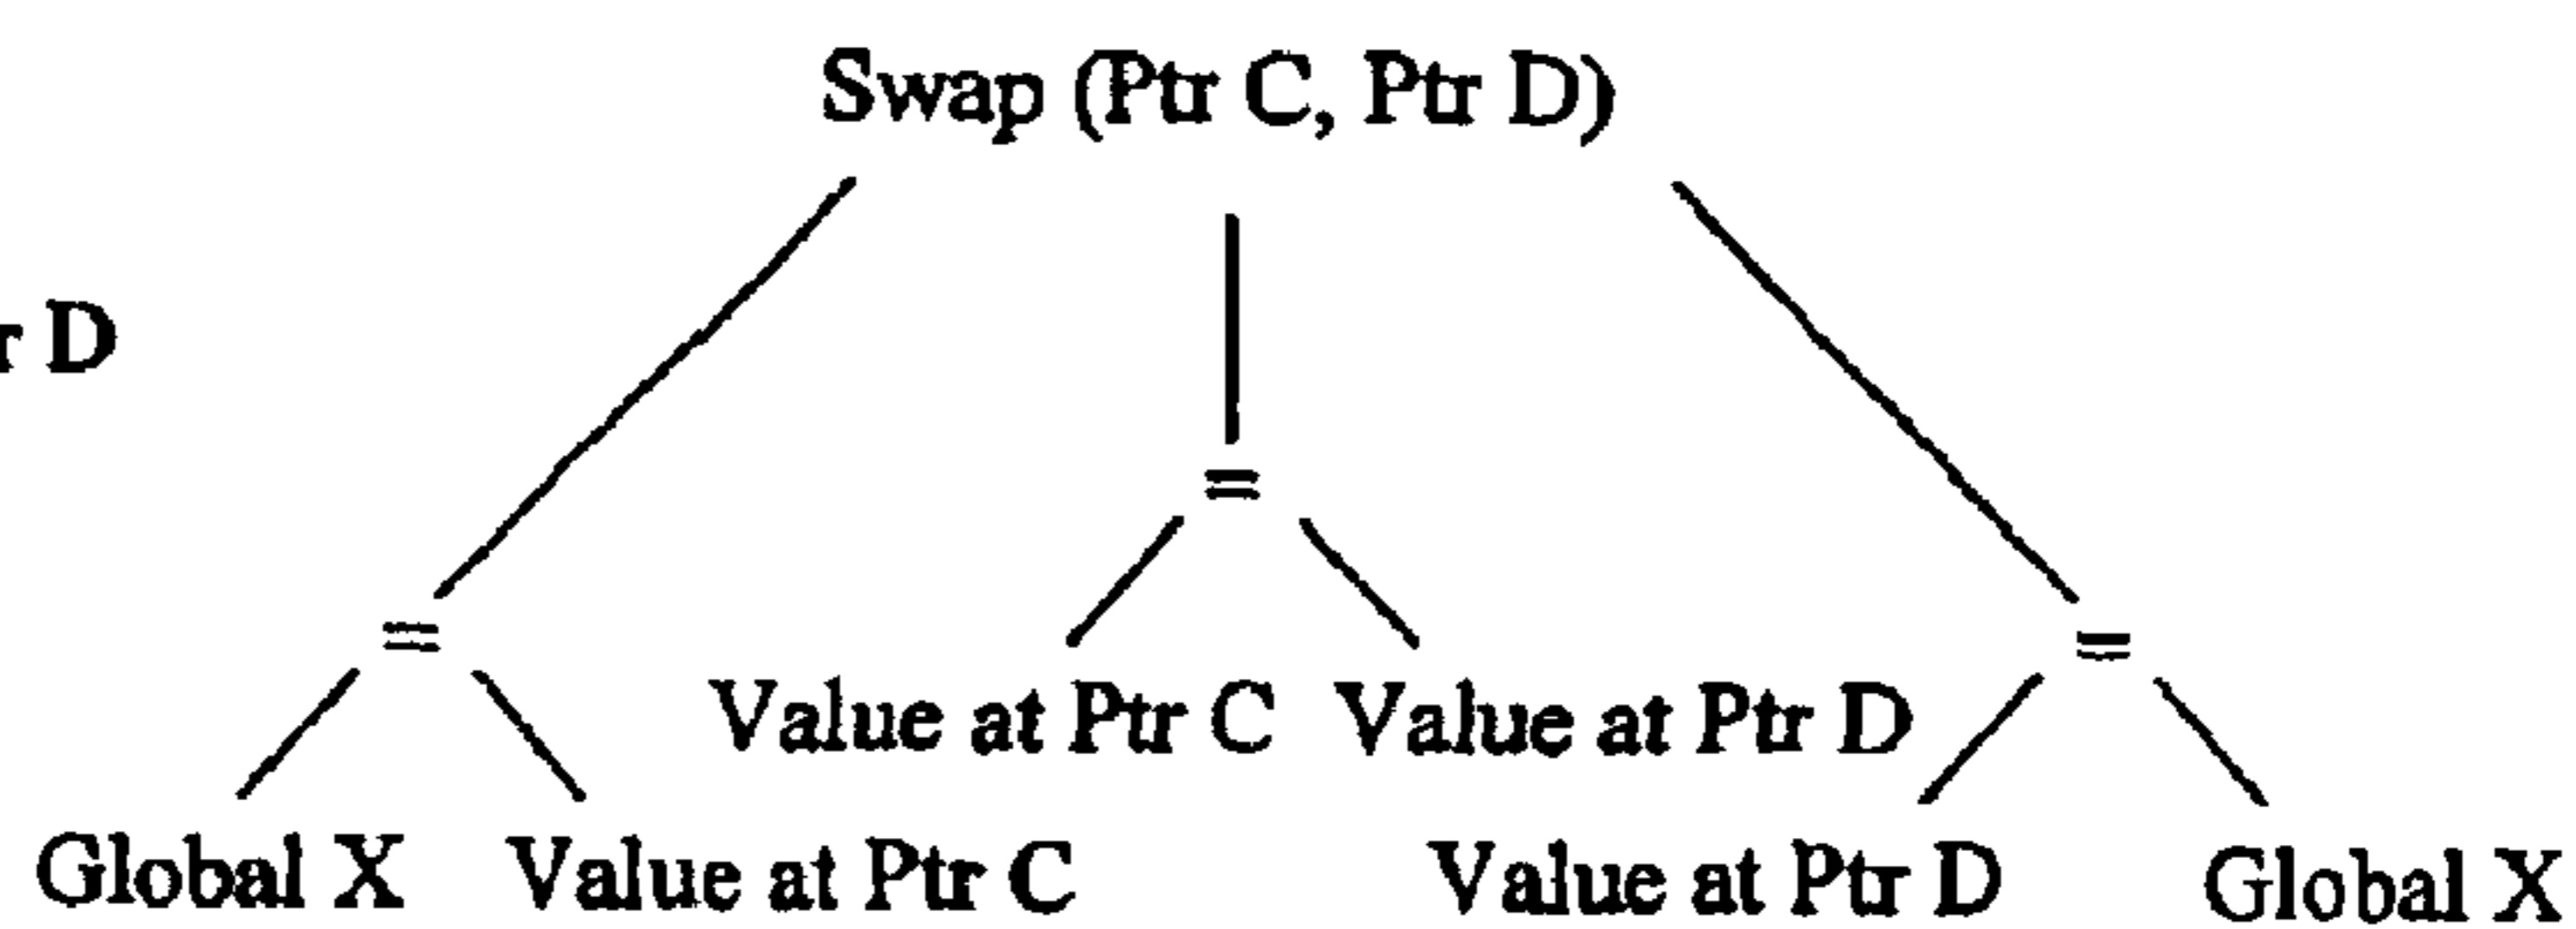 Swap (Ptr C, Ptr D)
r D
=
=
=
Value at Ptr C Value at Ptr D
Global X Value at Ptr C Value at Ptr D Global X